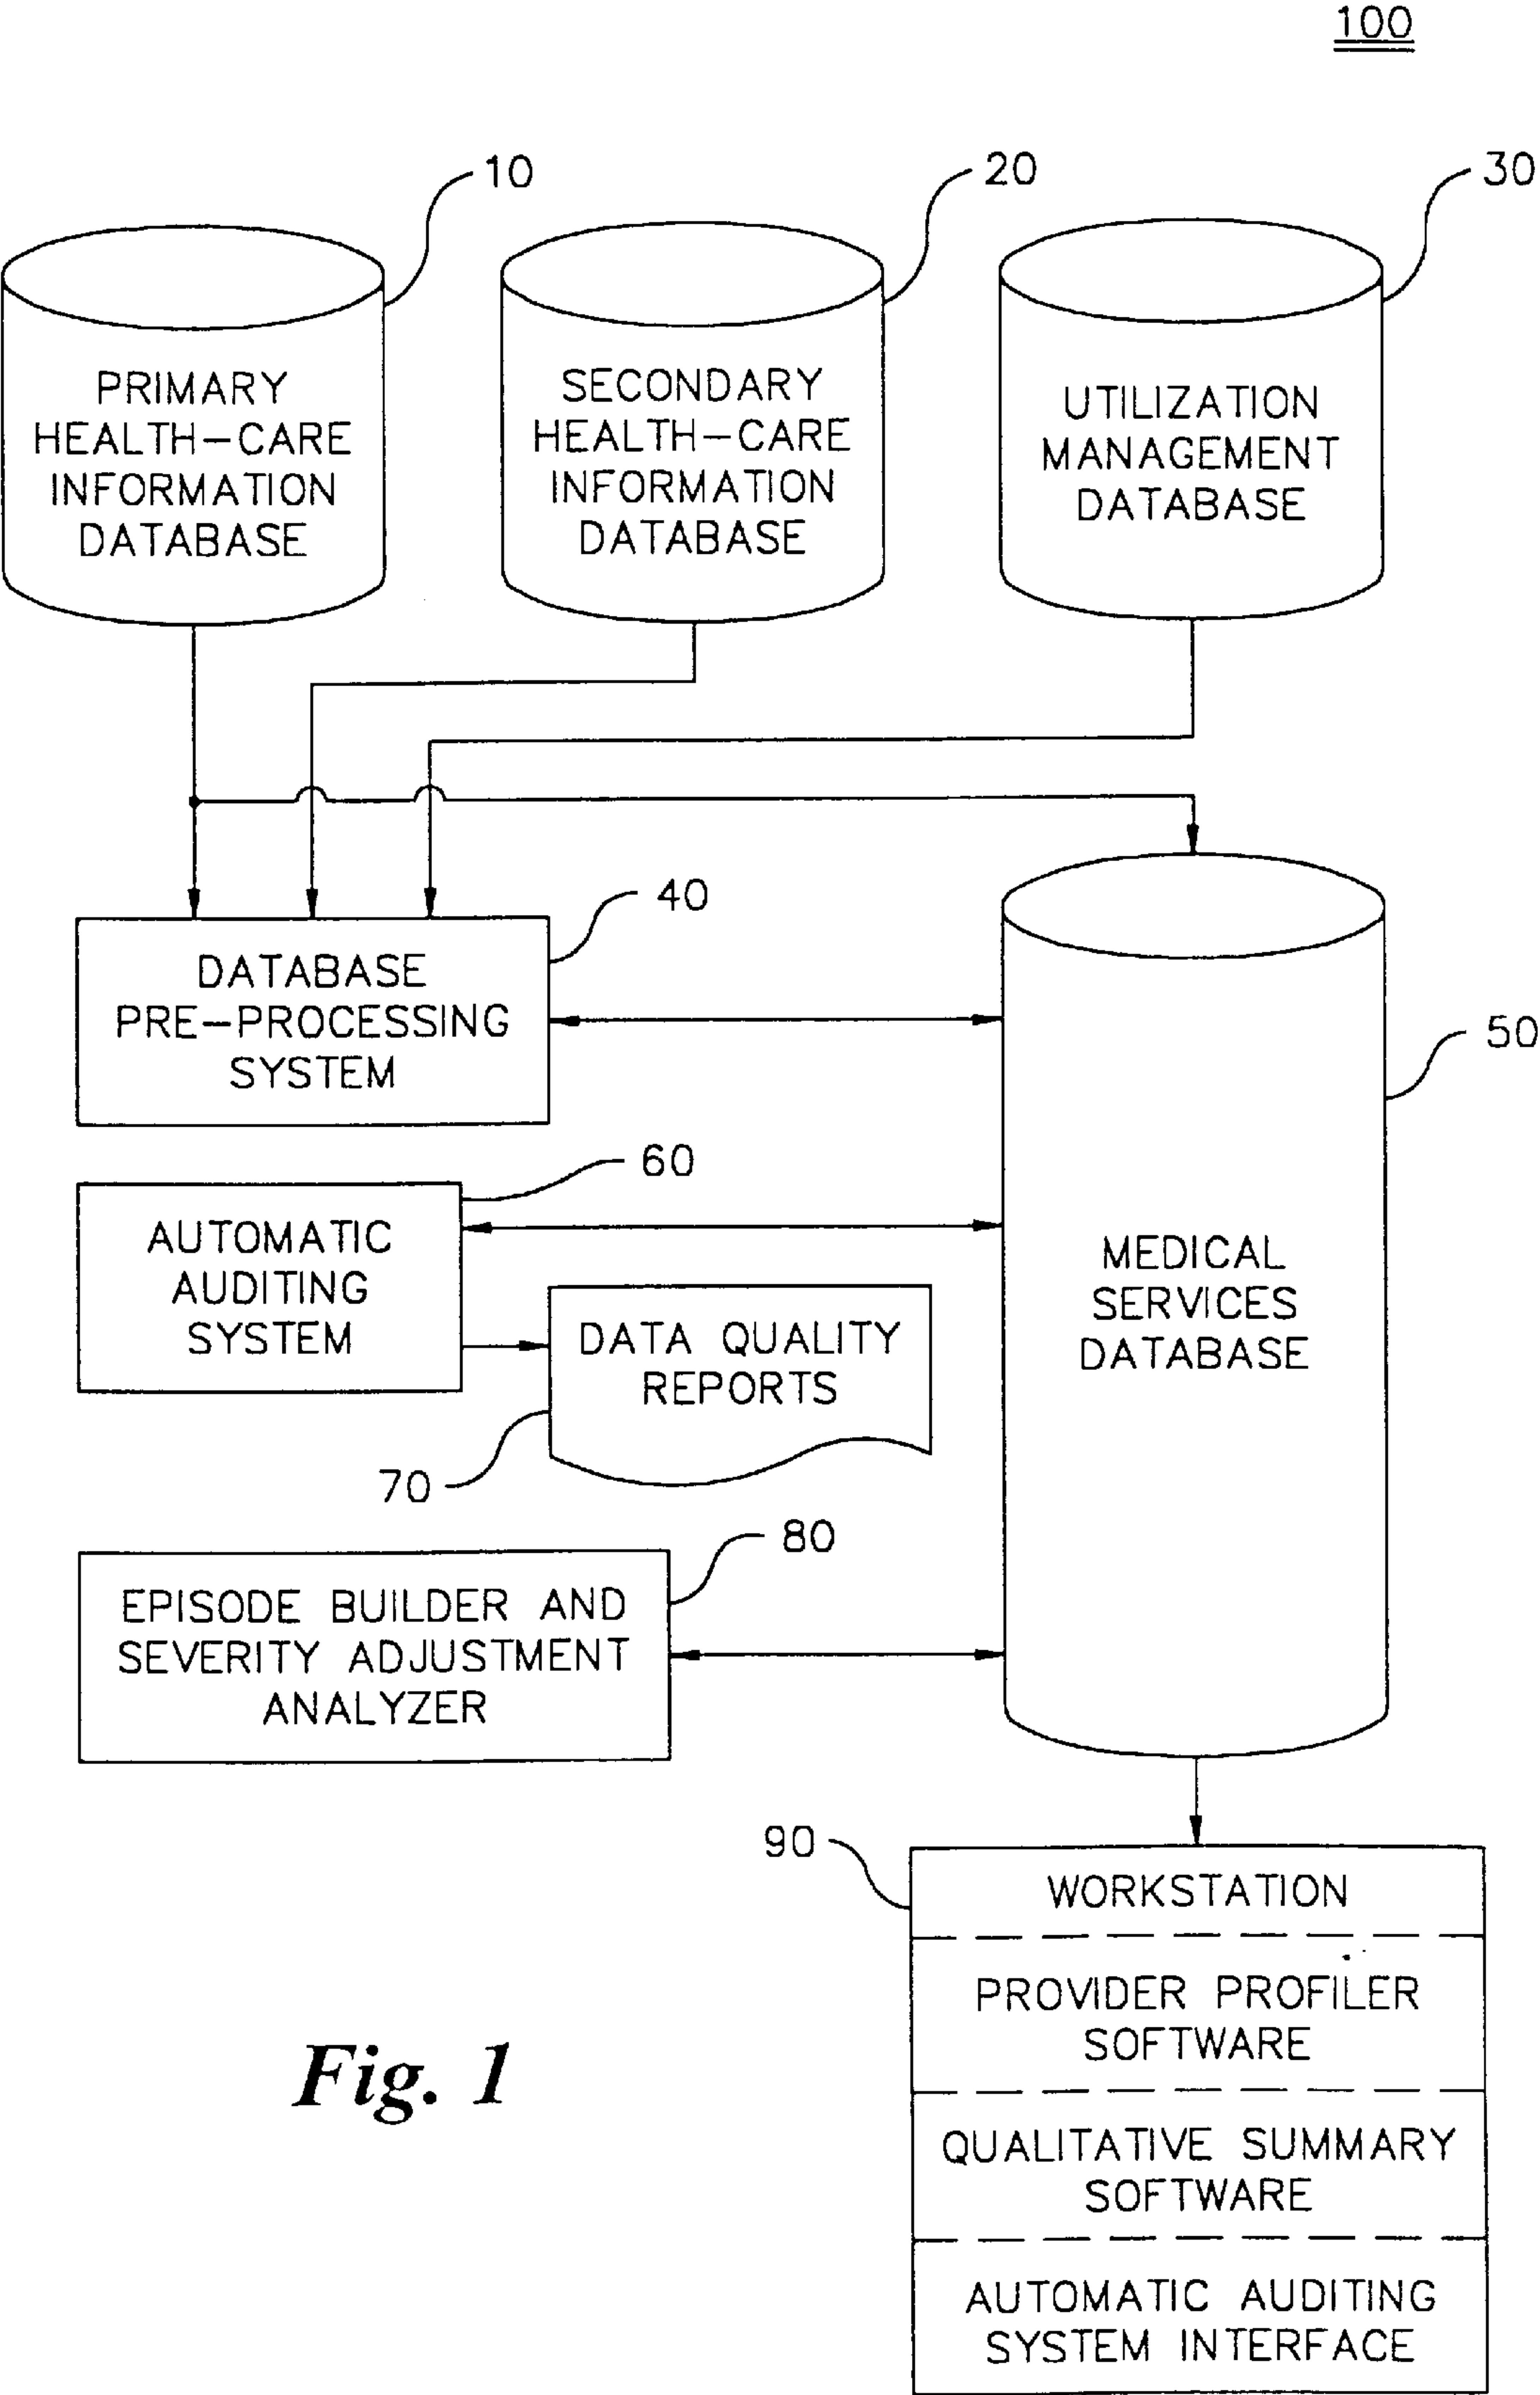 100
10
20
30
PRIMARY
HEALTH-CARE
INFORMATION
DATABASE
SECONDARY
HEALTH-CARE
INFORMATION
DATABASE
UTILIZATION
MANAGEMENT
DATABASE
40
DATABASE
PRE-PROCESSING
SYSTEM
50
60
AUTOMATIC
AUDITING
SYSTEM
MEDICAL
SERVICES
DATABASE
DATA QUALITY
REPORTS
70
80
EPISODE BUILDER AND
SEVERITY ADJUSTMENT
ANALYZER
90
WORKSTATION
PROVIDER PROFILER
SOFTWARE
QUALITATIVE SUMMARY
SOFTWARE
AUTOMATIC AUDITING
SYSTEM INTERFACE
Fig. 1